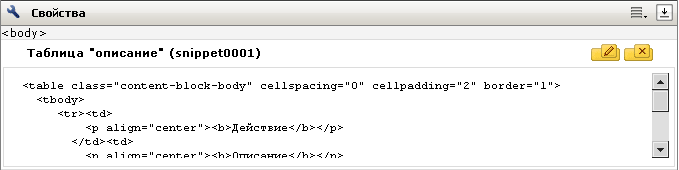 Свойства
<body>
Таблица "описание" (snippet0001)
<table class="content-block-body" cellspacing="0" cellpadding="2" border="1">
<tbody>
<tr><td>
<p align="center"><b>Действие</b></p>
</td><td>
<p align="center"><b>Описание</b></p>